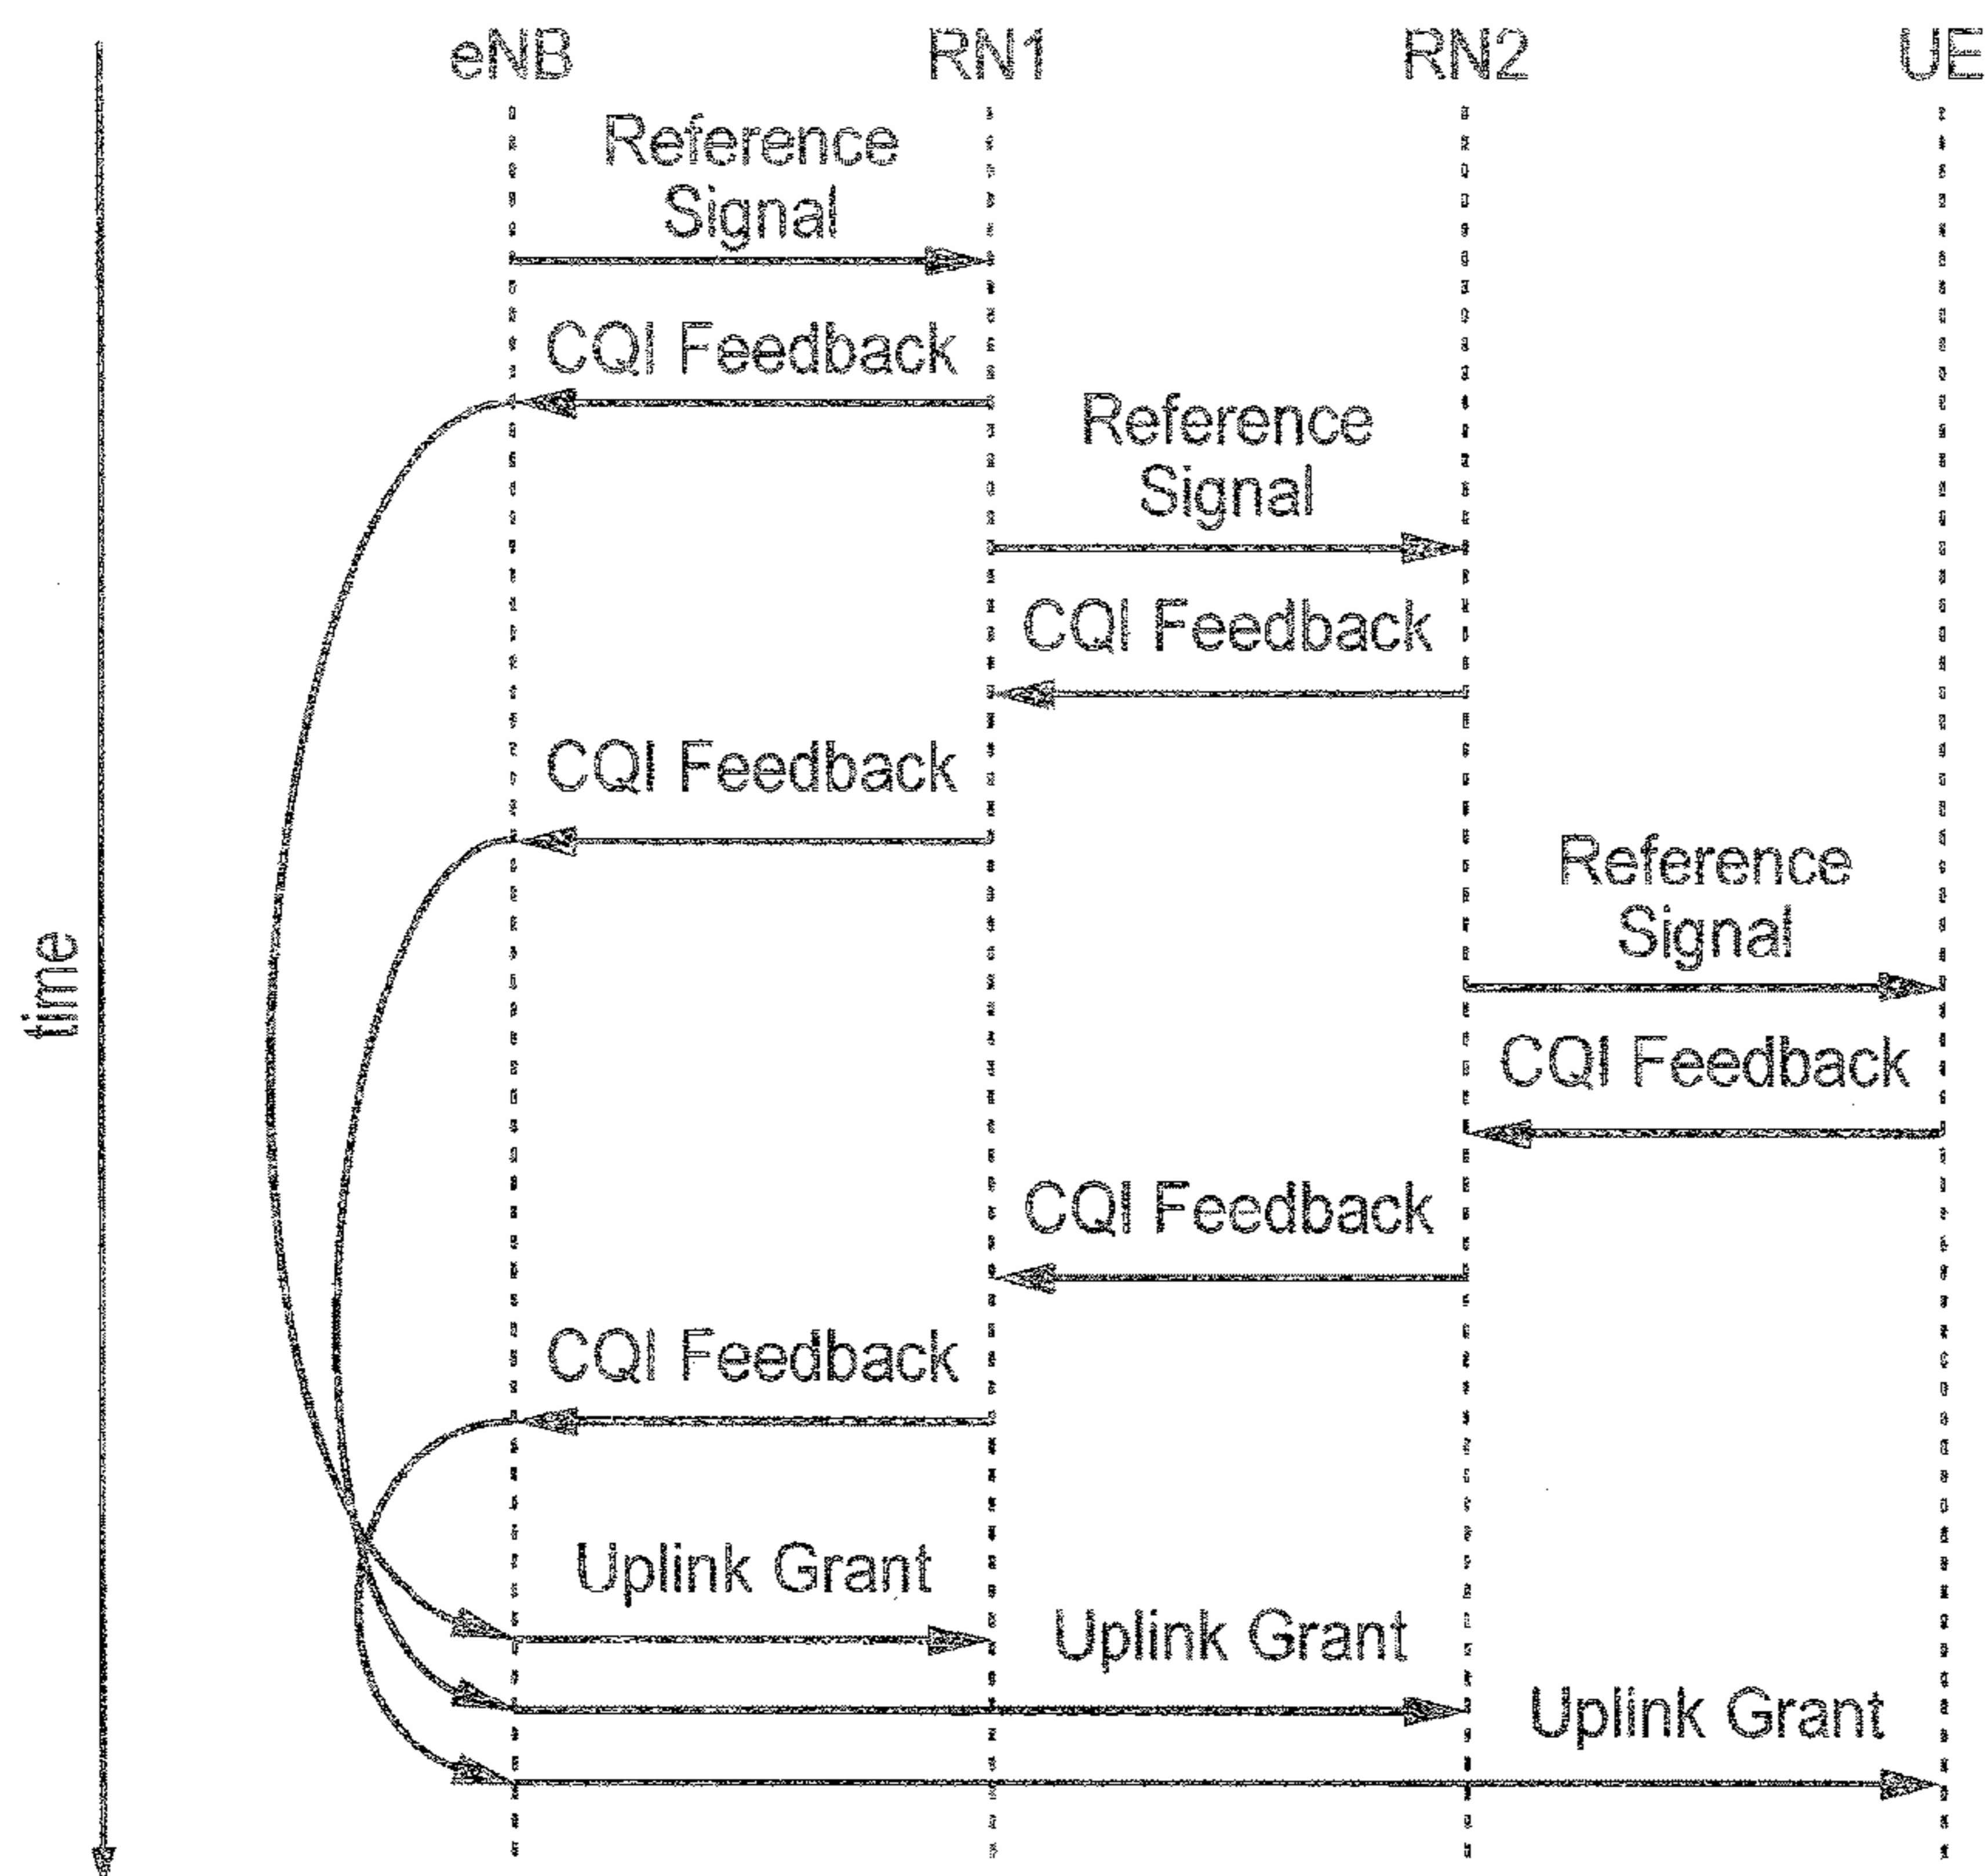 eNB RN1 RN2 UE
Reference
Signal
CQI Feedback
Reference
Signal
CQI Feedback
CQI Feedback
Reference
Signal
time
CQI Feedback
CQI Feedback
CQI Feedback
Uplink Grant
Uplink Grant
Uplink Grant